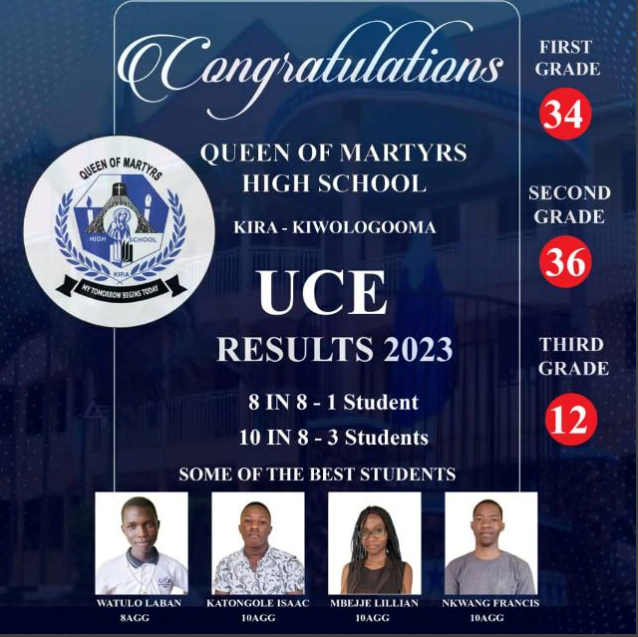 Congratulations
QUEEN OF MARTYRS
HIGH SCHOOL
KIRA - KIWOLOGOOMA
UCE
RESULTS 2023
8 IN 8 - 1 Student
10 IN 8 - 3 Students
SOME OF THE BEST STUDENTS
WATULO LABAN
8AGG
KATONGOLE ISAAC
10AGG
MBEJJE LILLIAN
10AGG
NKWANG FRANCIS
10AGG
FIRST
GRADE
34
SECOND
GRADE
36
THIRD
GRADE
12
QUEEN OF MARTYRS
HIGH SCHOOL
KIRA
MY TOMORROW BEGINS TODAY